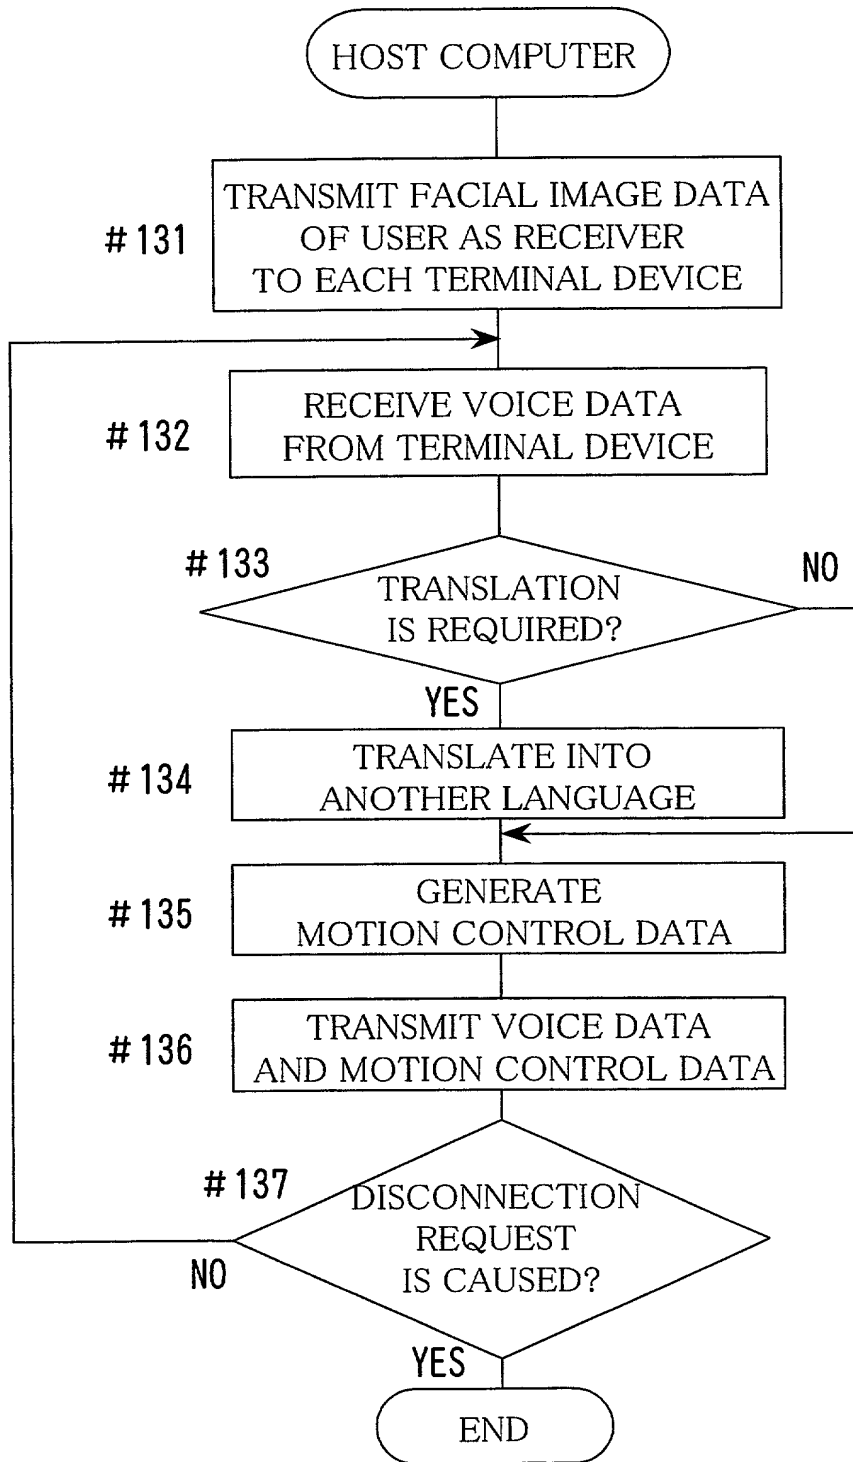 HOST COMPUTER
TRANSMIT FACIAL IMAGE DATA
#131
OF USER AS RECEIVER
TO EACH TERMINAL DEVICE
RECEIVE VOICE DATA
#132
FROM TERMINAL DEVICE
#133
NO
TRANSLATION
IS REQUIRED?
YES
TRANSLATE INTO
#134
ANOTHER LANGUAGE
GENERATE
#135
MOTION CONTROL DATA
TRANSMIT VOICE DATA
#136
AND MOTION CONTROL DATA
#137
DISCONNECTION
REQUEST
IS CAUSED?
NO
YES
END